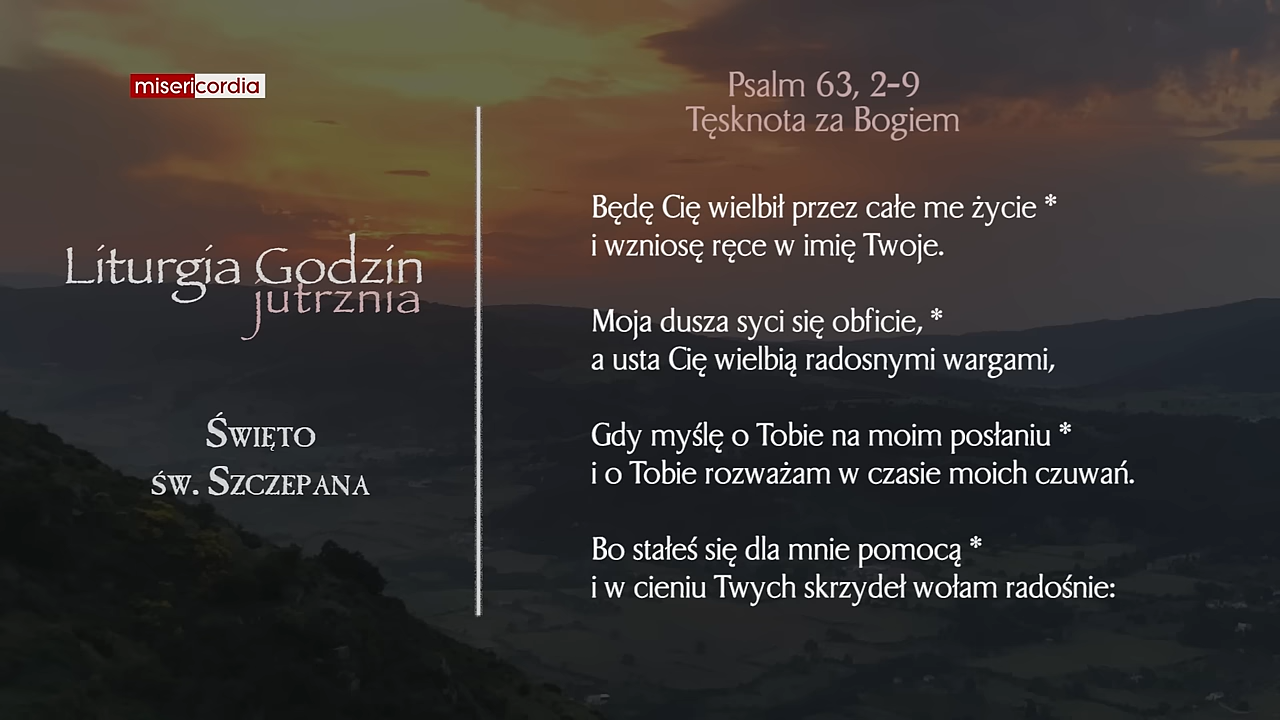 misericordia
Liturgia Godzin
jutrznia
Święto
św. Szczepana
Psalm 63, 2-9
Tęsknota za Bogiem
Będę Cię wielbił przez całe me życie *
i wzniosę ręce w imię Twoje.
Moja dusza syci się obficie, *
a usta Cię wielbią radosnymi wargami,
Gdy myślę o Tobie na moim posłaniu *
i o Tobie rozważam w czasie moich czuwań.
Bo stałeś się dla mnie pomocą *
i w cieniu Twych skrzydeł wołam radośnie: